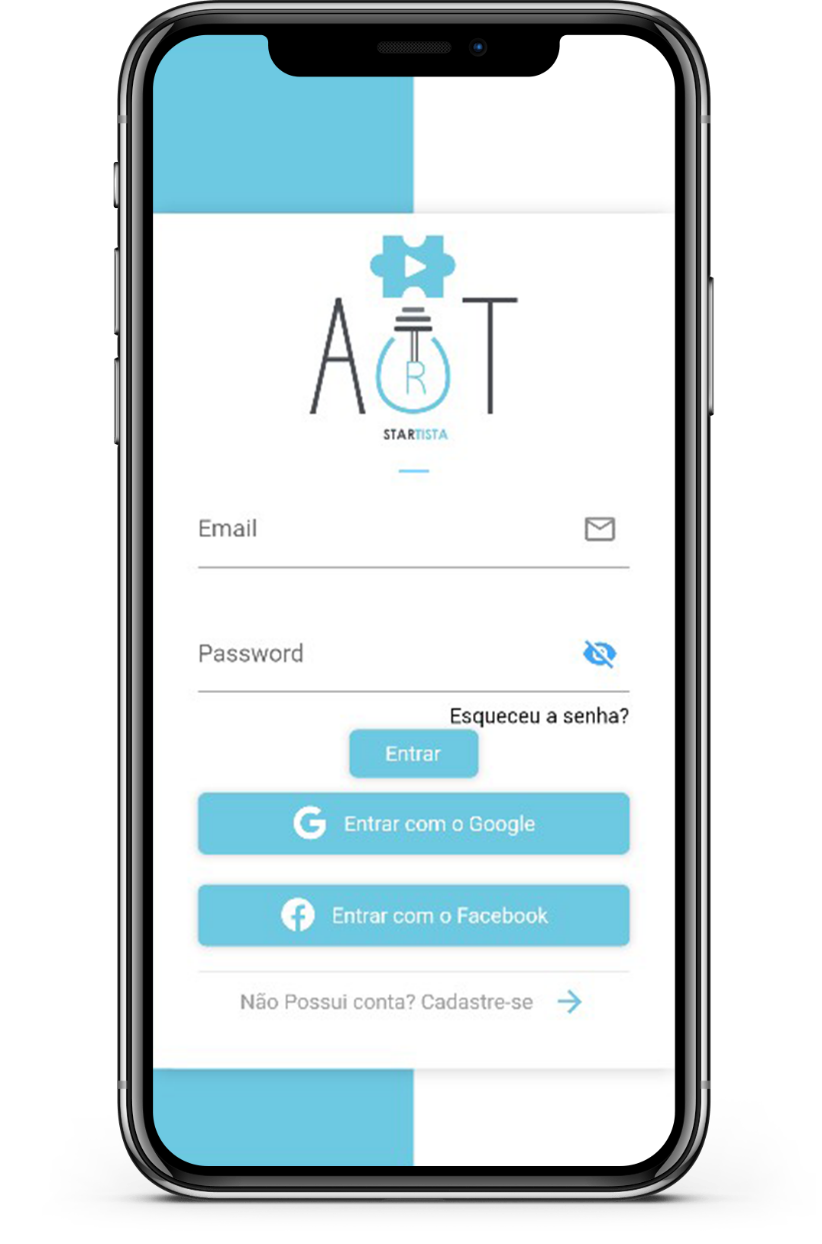 ART
STARTISTA
Email
Password
Esqueceu a senha?
Entrar
Entrar com o Google
Entrar com o Facebook
Não Possui conta? Cadastre-se